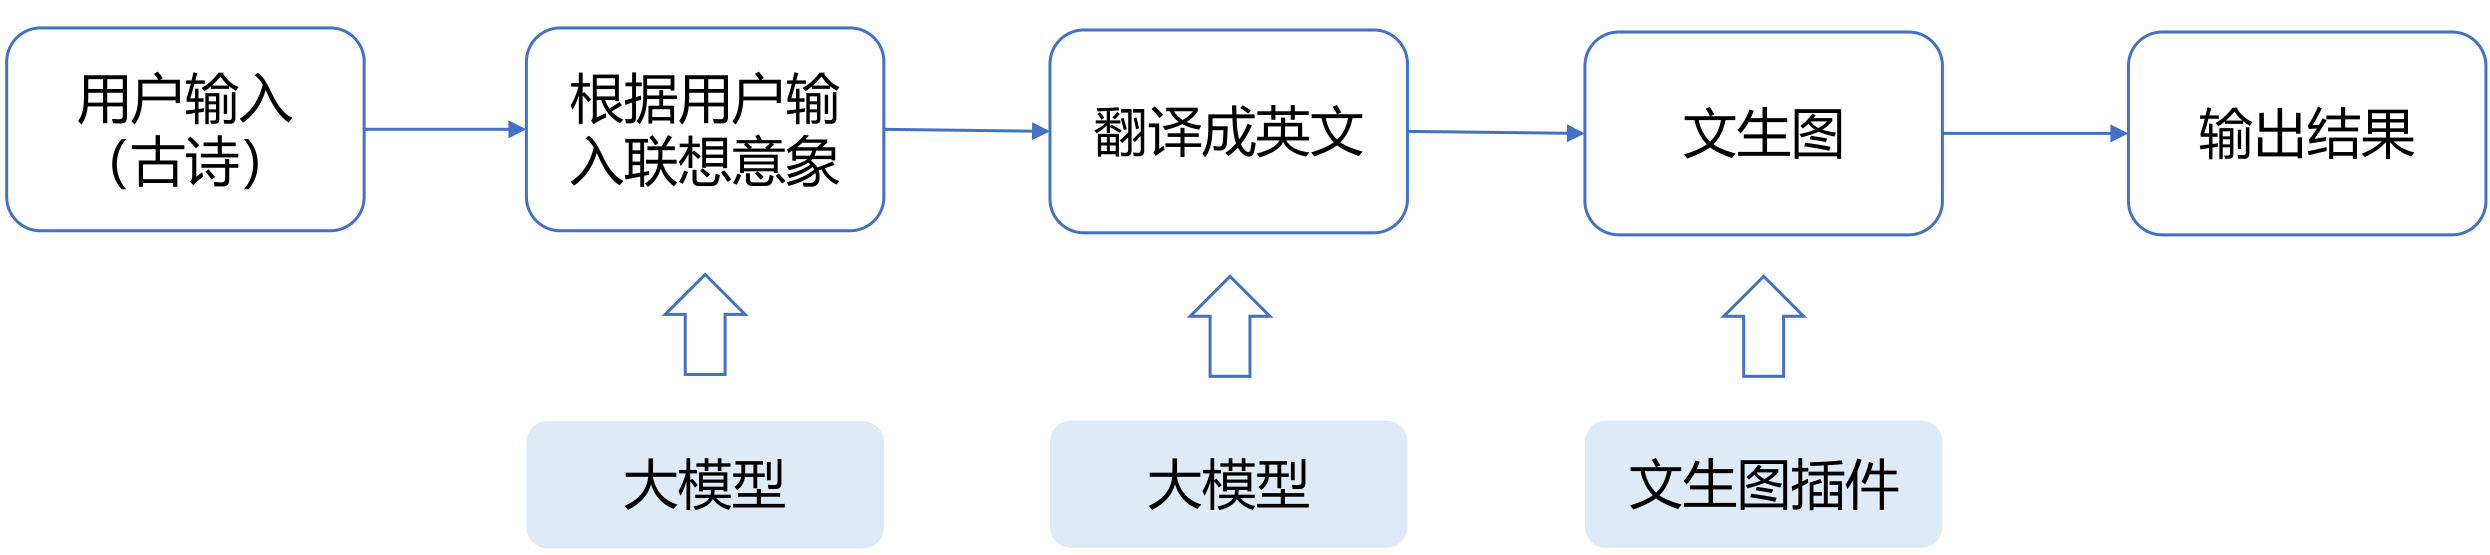 用户输入
(古诗)
根据用户输
入联想意象
翻译成英文
文生图
输出结果
大模型
大模型
文生图插件